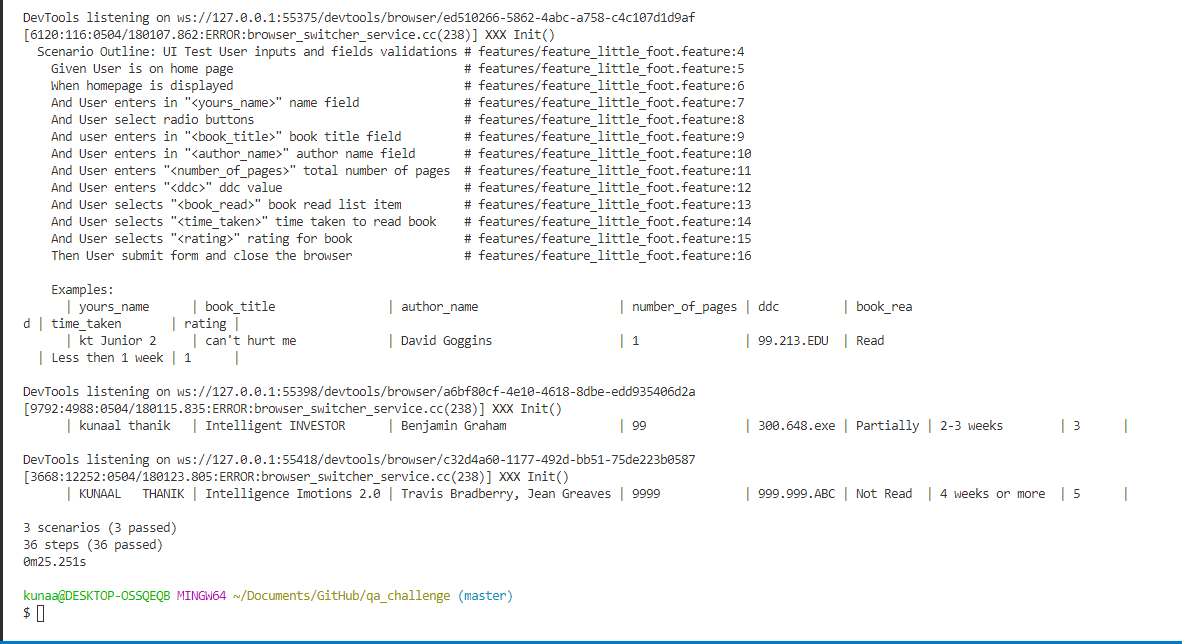 DevTools listening on ws://127.0.0.1:55375/devtools/browser/ed510266-5862-4abc-a758-c4c107d1d9af
[6120:116:0504/180107.862:ERROR:browser_switcher_service.cc(238)] XXX Init()
Scenario Outline: UI Test User inputs and fields validations # features/feature_little_foot.feature:4
Given User is on home page # features/feature_little_foot.feature:5
When homepage is displayed # features/feature_little_foot.feature:6
And User enters in "<yours_name>" name field # features/feature_little_foot.feature:7
And User select radio buttons # features/feature_little_foot.feature:8
And user enters in "<book_title>" book title field # features/feature_little_foot.feature:9
And User enters in "<author_name>" author name field # features/feature_little_foot.feature:10
And User enters "<number_of_pages>" total number of pages # features/feature_little_foot.feature:11
And User enters "<ddc>" ddc value # features/feature_little_foot.feature:12
And User selects "<book_read>" book read list item # features/feature_little_foot.feature:13
And User selects "<time_taken>" time taken to read book # features/feature_little_foot.feature:14
And User selects "<rating>" rating for book # features/feature_little_foot.feature:15
Then User submit form and close the browser # features/feature_little_foot.feature:16
Examples:
| yours_name | book_title | author_name | number_of_pages | ddc | book_rea
d | time_taken | rating |
| kt Junior 2 | can't hurt me | David Goggins | 1 | 99.213.EDU | Read
| Less then 1 week | 1 |
DevTools listening on ws://127.0.0.1:55398/devtools/browser/a6bf80cf-4e10-4618-8dbe-edd935406d2a
[9792:4988:0504/180115.835:ERROR:browser_switcher_service.cc(238)] XXX Init()
| kunaal thanik | Intelligent INVESTOR | Benjamin Graham | 99 | 300.648.exe | Partially | 2-3 weeks | 3 |
DevTools listening on ws://127.0.0.1:55418/devtools/browser/c32d4a60-1177-492d-bb51-75de223b0587
[3668:12252:0504/180123.805:ERROR:browser_switcher_service.cc(238)] XXX Init()
| KUNAAL   THANIK | Intelligence Imotions 2.0 | Travis Bradberry, Jean Greaves | 9999 | 999.999.ABC | Not Read | 4 weeks or more | 5 |
3 scenarios (3 passed)
36 steps (36 passed)
0m25.251s
kunaa@DESKTOP-OSSQEQB MINGW64 ~/Documents/GitHub/qa_challenge (master)
$